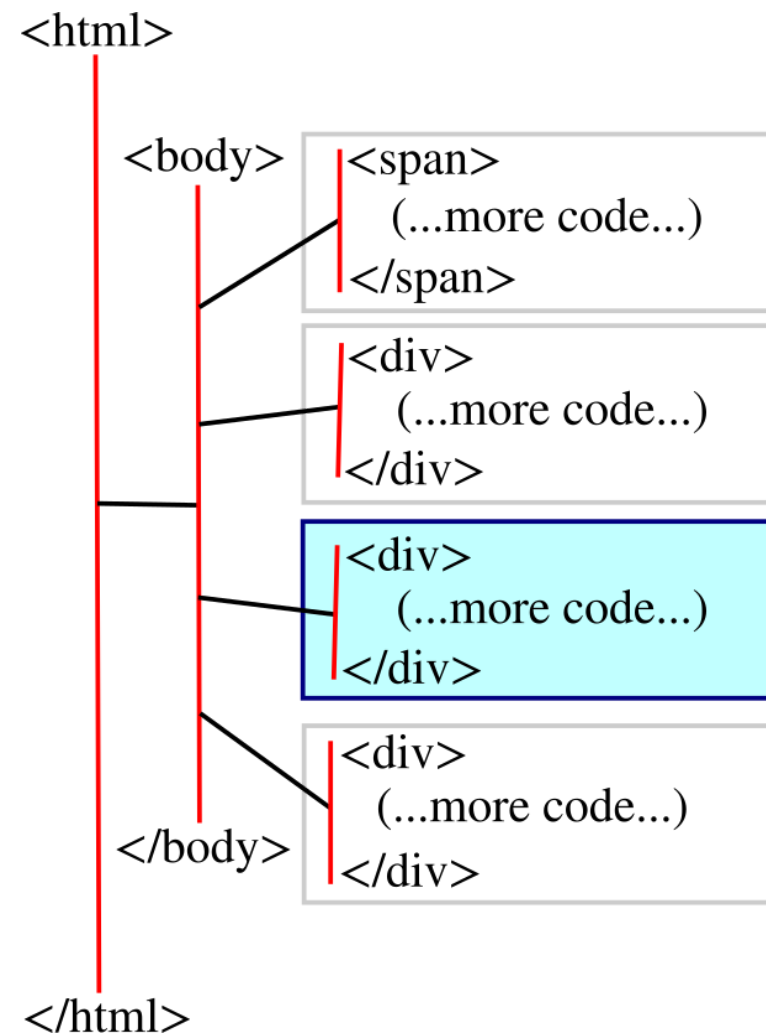 <html>
<body>
<span>
(...more code...)
</span>
<div>
(...more code...)
</div>
<div>
(...more code...)
</div>
<div>
(...more code...)
</body>
</div>
</html>